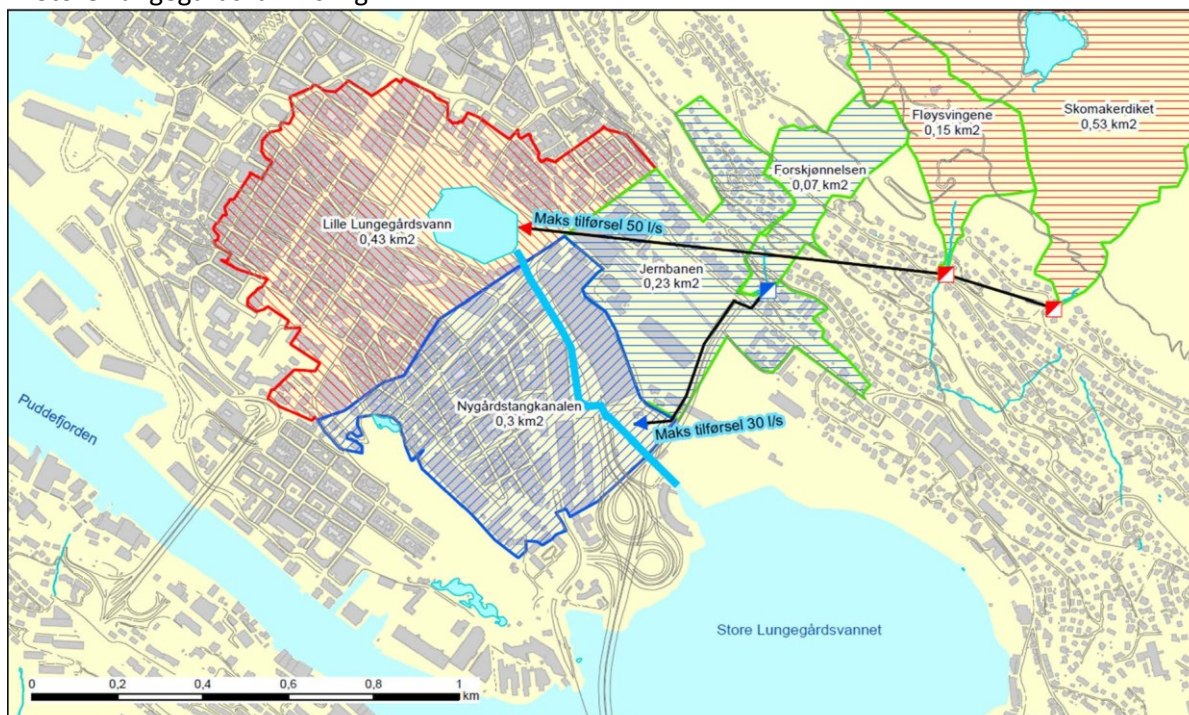 Fløysvingene
0,15 km2
Skomakerdiket
0,53 km2
Forskjønnelsen
0,07 km2
Lille Lungegårdsvann
0,43 km2
Maks tilførsel 50 l/s
Jernbanen
0,23 km2
Puddefjorden
Nygårdstangkanalen
0,3 km2
Maks tilførsel 30 l/s
Store Lungegårdsvannet
0 0,2 0,4 0,6 0,8 1
km